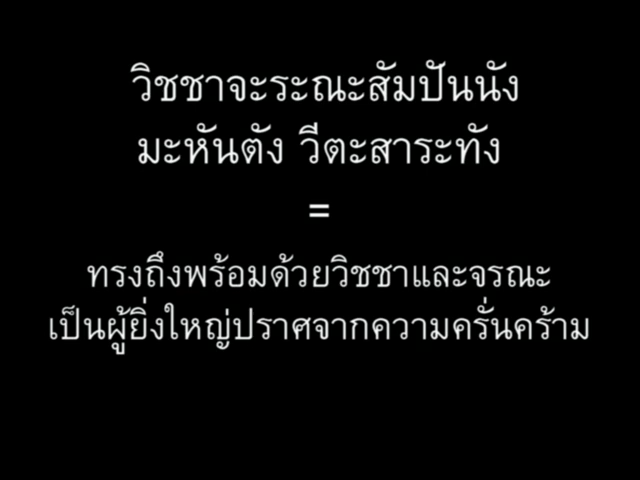 วิชชาจะระณะสัมปันนัง
มะหันตัง วีตะสาระทัง
=
ทรงถึงพร้อมด้วยวิชชาและจรณะ
เป็นผู้ยิ่งใหญ่ปราศจากความครั่นคร้าม